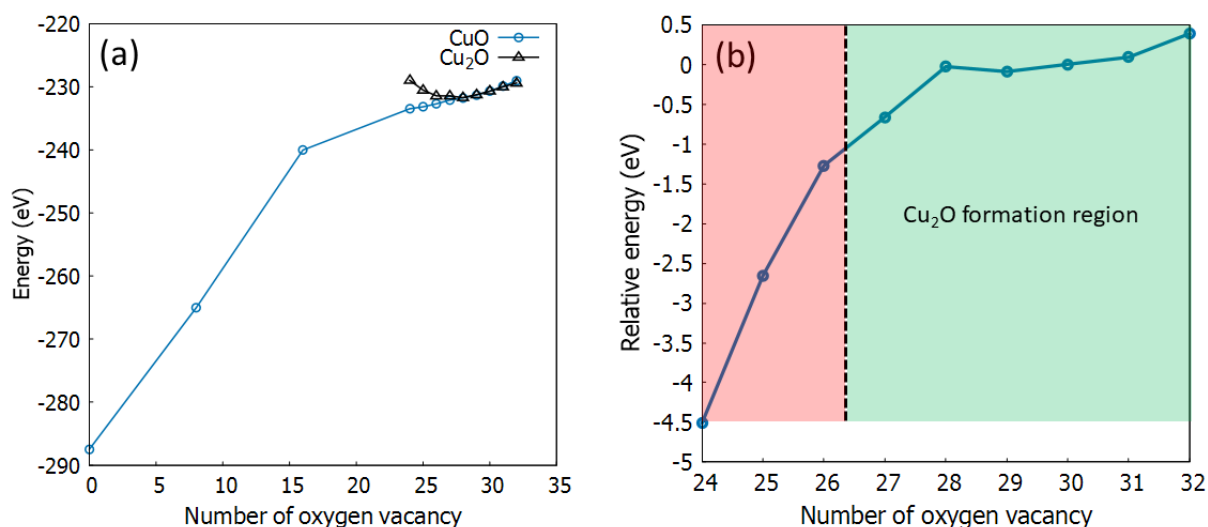 (a)
CuO
Cu₂O
Energy (eV)
-220
-230
-240
-250
-260
-270
-280
-290
0 5 10 15 20 25 30 35
Number of oxygen vacancy
(b)
Cu₂O formation region
Relative energy (eV)
0.5
0
-0.5
-1
-1.5
-2
-2.5
-3
-3.5
-4
-4.5
-5
24 25 26 27 28 29 30 31 32
Number of oxygen vacancy